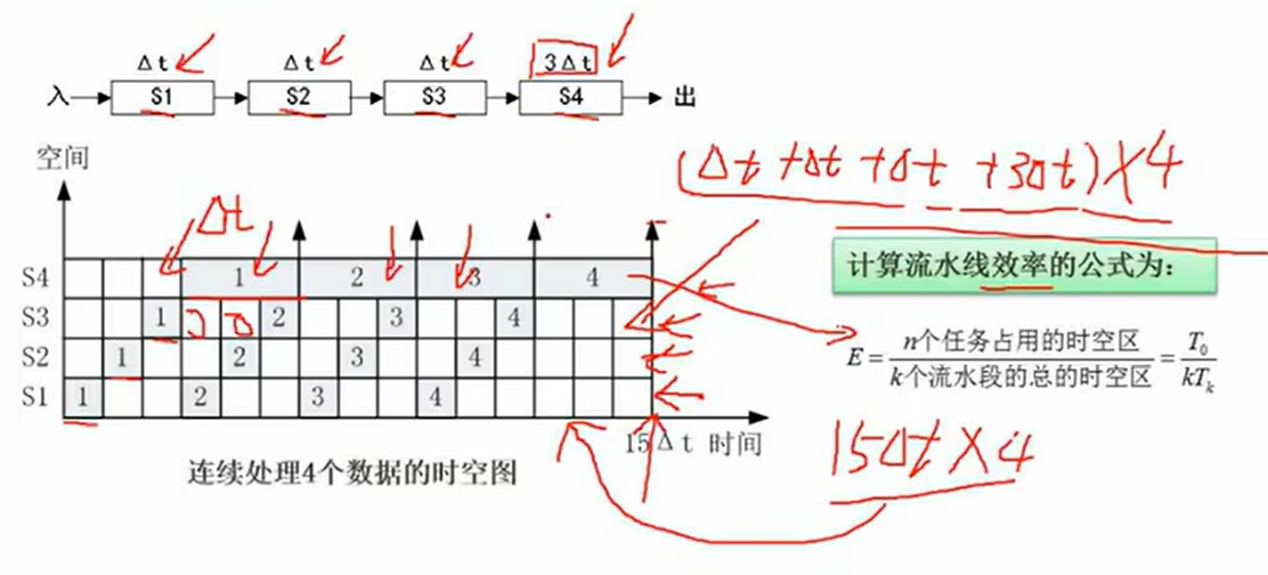 Δt Δt Δt 3Δt
入 S1 S2 S3 S4 出
(Δt+Δt+Δt+3Δt)×4
空间
Δt
计算流水线效率的公式为：
S4 1 2 3 4
S3 1 2 3 4
S2 1 2 3 4
S1 1 2 3 4
E = n个任务占用的时空区 / k个流水段的总的时空区 = T₀ / kTₖ
15Δt 时间
15Δt×4
连续处理4个数据的时空图